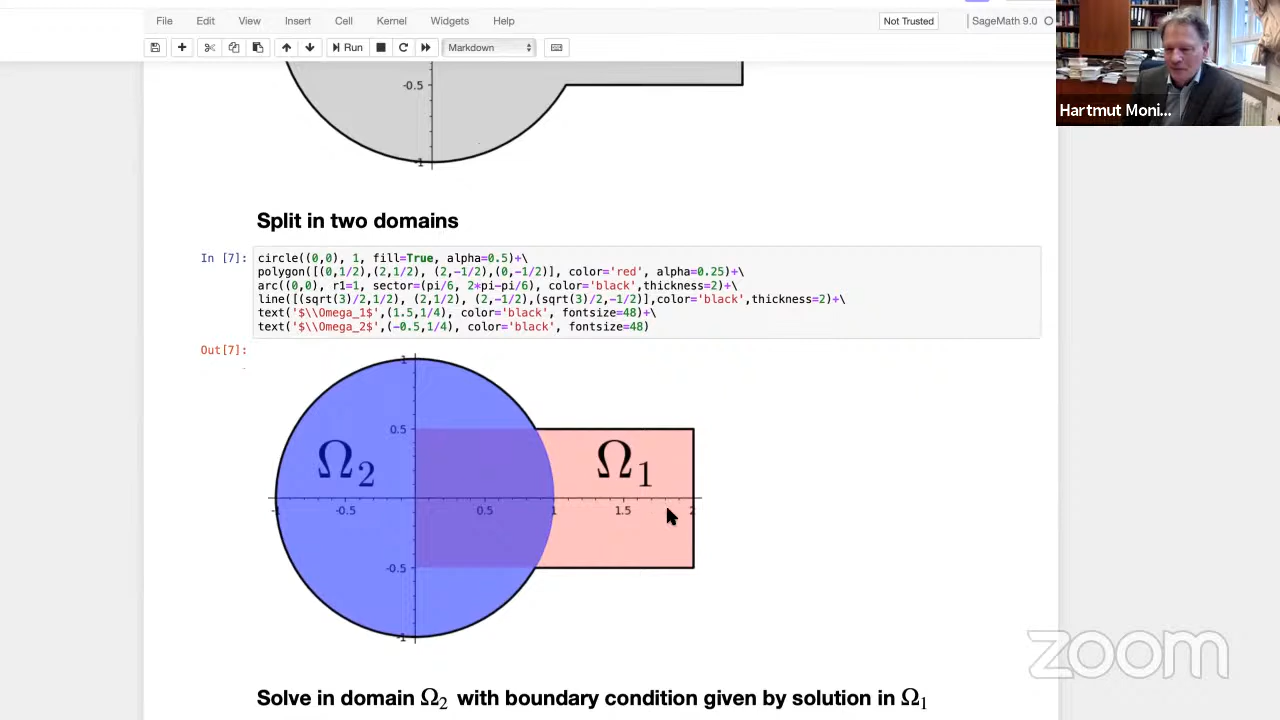 File Edit View Insert Cell Kernel Widgets Help Not Trusted SageMath 9.0
Run Markdown
-0.5
-1
Split in two domains
In [7]:
circle((0,0), 1, fill=True, alpha=0.5)+\
polygon([(0,1/2),(2,1/2), (2,-1/2),(0,-1/2)], color='red', alpha=0.25)+\
arc((0,0), r1=1, sector=(pi/6, 2*pi-pi/6), color='black',thickness=2)+\
line([(sqrt(3)/2,1/2), (2,1/2), (2,-1/2),(sqrt(3)/2,-1/2)],color='black',thickness=2)+\
text('$\\Omega_1$',(1.5,1/4), color='black', fontsize=48)+\
text('$\\Omega_2$',(-0.5,1/4), color='black', fontsize=48)
Out[7]:
1
0.5
Ω2 Ω1
-1 -0.5 0.5 1 1.5 2
-0.5
-1
Solve in domain Ω2 with boundary condition given by solution in Ω1
Hartmut Moni...
zoom